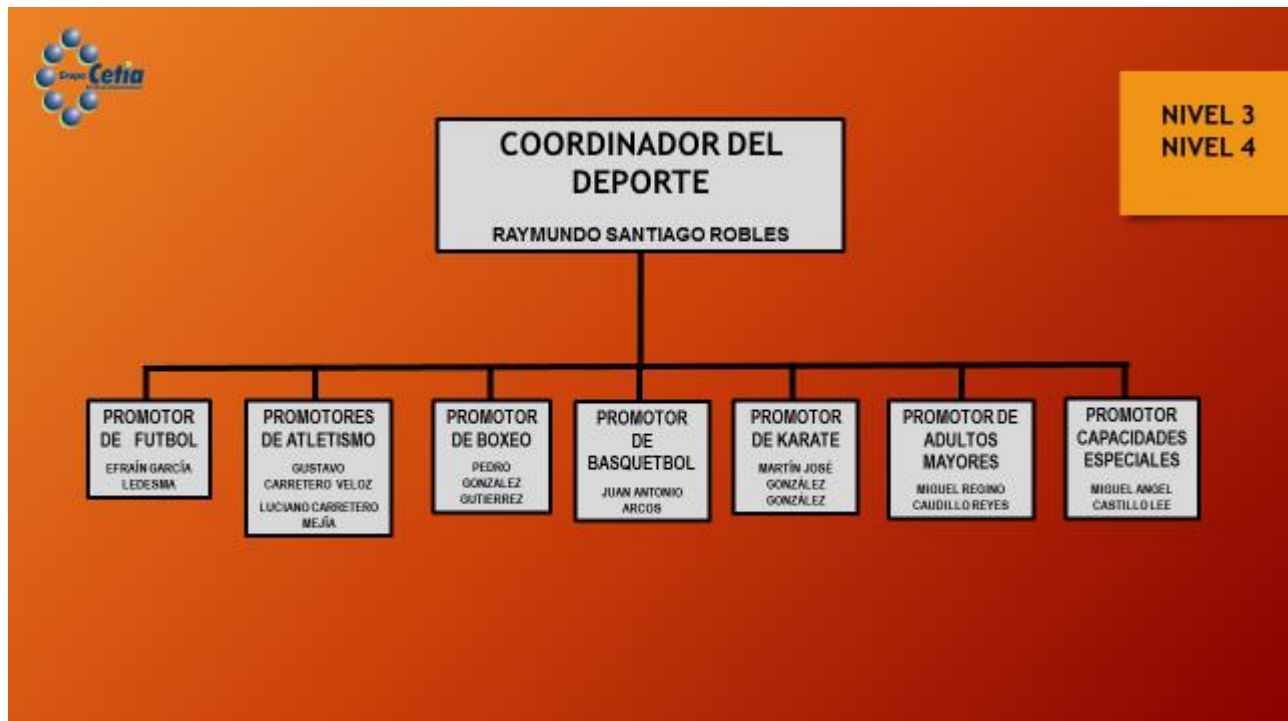 Grupo Cetia
NIVEL 3
NIVEL 4
COORDINADOR DEL
DEPORTE
RAYMUNDO SANTIAGO ROBLES
PROMOTOR
DE FUTBOL
EFRAÍN GARCÍA
LEDESMA
PROMOTORES
DE ATLETISMO
GUSTAVO
CARRETERO VELOZ
LUCIANO CARRETERO
MEJÍA
PROMOTOR
DE BOXEO
PEDRO
GONZALEZ
GUTIERREZ
PROMOTOR
DE
BASQUETBOL
JUAN ANTONIO
ARCOS
PROMOTOR
DE KARATE
MARTÍN JOSÉ
GONZÁLEZ
GONZÁLEZ
PROMOTOR DE
ADULTOS
MAYORES
MIGUEL REGINO
CAUDILLO REYES
PROMOTOR
CAPACIDADES
ESPECIALES
MIGUEL ANGEL
CASTILLO LEE